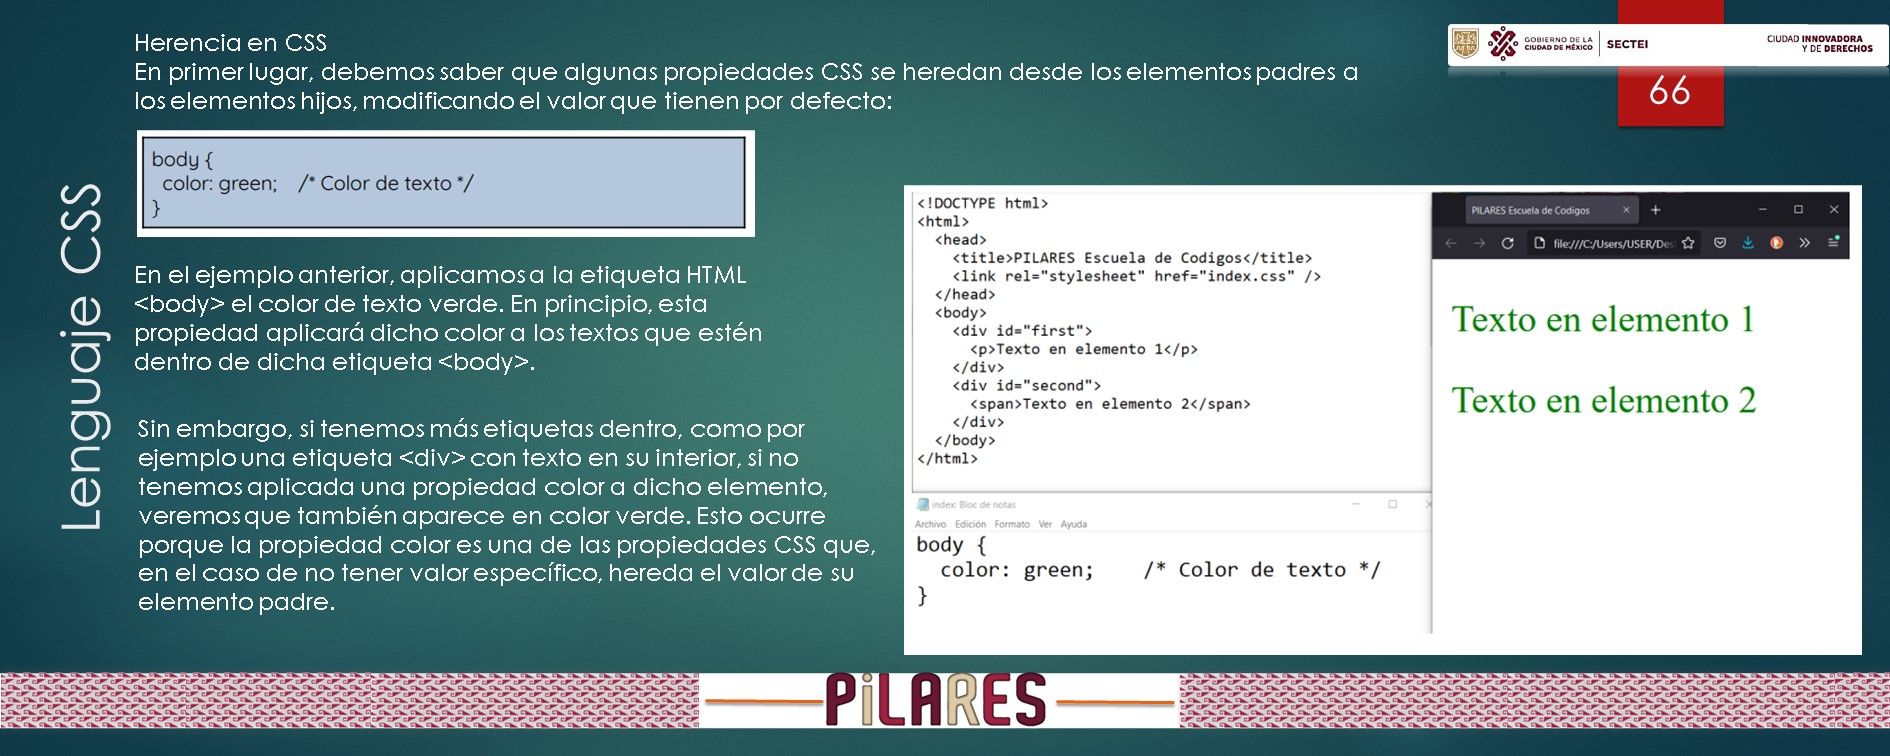 Herencia en CSS
En primer lugar, debemos saber que algunas propiedades CSS se heredan desde los elementos padres a
los elementos hijos, modificando el valor que tienen por defecto:
GOBIERNO DE LA
CIUDAD DE MÉXICO
SECTEI
CIUDAD INNOVADORA
Y DE DERECHOS
66
Lenguaje CSS
body {
color: green; /* Color de texto */
}
En el ejemplo anterior, aplicamos a la etiqueta HTML
<body> el color de texto verde. En principio, esta
propiedad aplicará dicho color a los textos que estén
dentro de dicha etiqueta <body>.
Sin embargo, si tenemos más etiquetas dentro, como por
ejemplo una etiqueta <div> con texto en su interior, si no
tenemos aplicada una propiedad color a dicho elemento,
veremos que también aparece en color verde. Esto ocurre
porque la propiedad color es una de las propiedades CSS que,
en el caso de no tener valor específico, hereda el valor de su
elemento padre.
<!DOCTYPE html>
<html>
<head>
<title>PILARES Escuela de Codigos</title>
<link rel="stylesheet" href="index.css" />
</head>
<body>
<div id="first">
<p>Texto en elemento 1</p>
</div>
<div id="second">
<span>Texto en elemento 2</span>
</div>
</body>
</html>
index: Bloc de notas
Archivo Edición Formato Ver Ayuda
body {
color: green; /* Color de texto */
}
PILARES Escuela de Codigos
file:///C:/Users/USER/Des
Texto en elemento 1
Texto en elemento 2
PiLARES